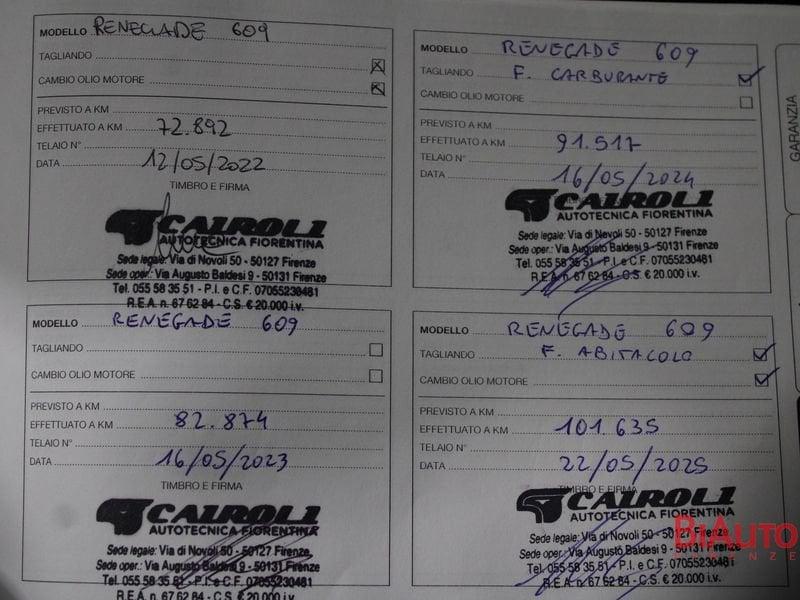 MODELLO RENEGADE 609
TAGLIANDO
CAMBIO OLIO MOTORE
PREVISTO A KM
EFFETTUATO A KM 72.892
TELAIO N°
DATA 12/05/2022
TIMBRO E FIRMA
CAIROLI
AUTOTECNICA FIORENTINA
Sede legale: Via di Novoli 50 - 50127 Firenze
Sede oper.: Via Augusto Baldesi 9 - 50131 Firenze
Tel. 055 58 35 51 - P.I. e C.F. 07055230481
R.E.A. n. 67 62 84 - C.S. € 20.000 i.v.
MODELLO RENEGADE 609
TAGLIANDO F. CARBURANTE
CAMBIO OLIO MOTORE
PREVISTO A KM
EFFETTUATO A KM 91.517
TELAIO N°
DATA 16/05/2024
CAIROLI
AUTOTECNICA FIORENTINA
Sede legale: Via di Novoli 50 - 50127 Firenze
Sede oper.: Via Augusto Baldesi 9 - 50131 Firenze
Tel. 055 58 35 51 - P.I. e C.F. 07055230481
R.E.A. n. 67 62 84 - C.S. € 20.000 i.v.
GARANZIA
MODELLO RENEGADE 609
TAGLIANDO
CAMBIO OLIO MOTORE
PREVISTO A KM
EFFETTUATO A KM 82.874
TELAIO N°
DATA 16/05/2023
TIMBRO E FIRMA
CAIROLI
AUTOTECNICA FIORENTINA
Sede legale: Via di Novoli 50 - 50127 Firenze
Sede oper.: Via Augusto Baldesi 9 - 50131 Firenze
Tel. 055 58 35 51 - P.I. e C.F. 07055230481
R.E.A. n. 67 62 84 - C.S. € 20.000 i.v.
MODELLO RENEGADE 609
TAGLIANDO F. ABITACOLO
CAMBIO OLIO MOTORE
PREVISTO A KM
EFFETTUATO A KM 101.635
TELAIO N°
DATA 22/05/2025
TIMBRO E FIRMA
CAIROLI
AUTOTECNICA FIORENTINA
Sede legale: Via di Novoli 50 - 50127 Firenze
Sede oper.: Via Augusto Baldesi 9 - 50131 Firenze
Tel. 055 58 35 51 - P.I. e C.F. 07055230481
R.E.A. n. 67 62 84 - C.S. € 20.000 i.v.
BiAuto